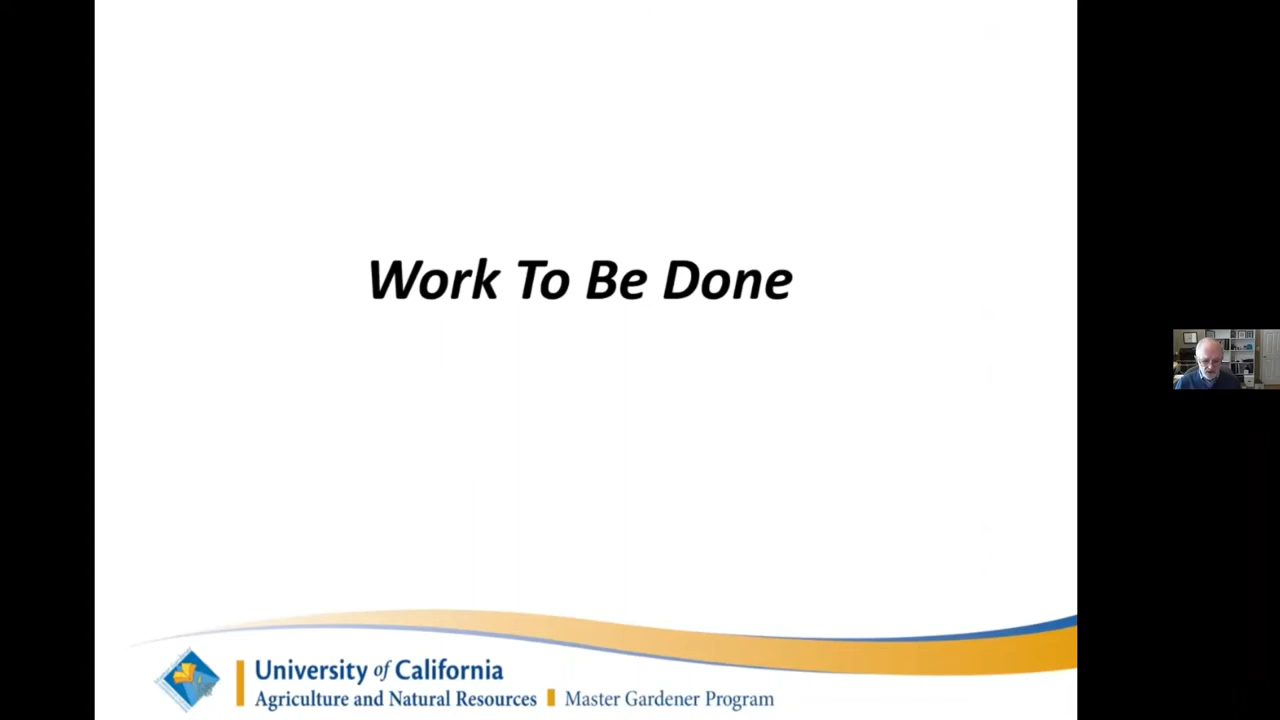 Work To Be Done
University of California
Agriculture and Natural Resources Master Gardener Program